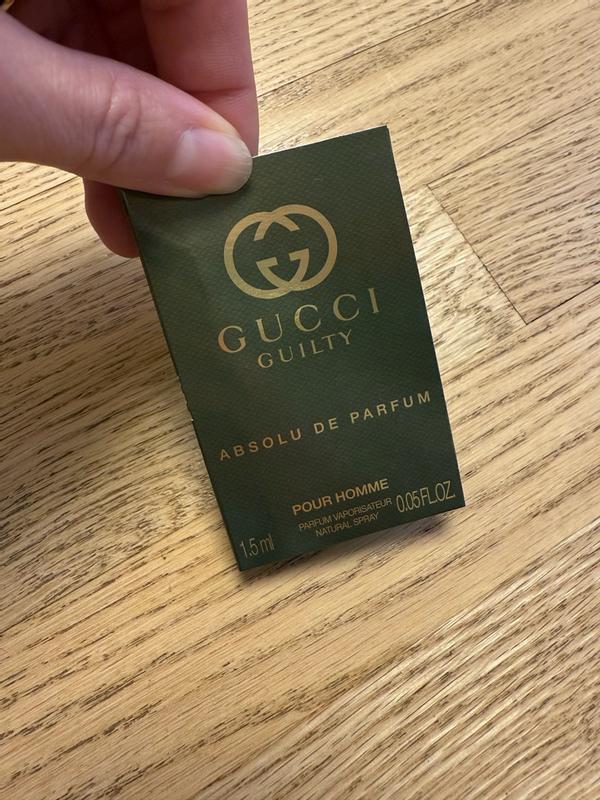 GUCCI
GUILTY
ABSOLU DE PARFUM
POUR HOMME
PARFUM VAPORISATEUR
NATURAL SPRAY
1.5 ml
0.05 FL.OZ.